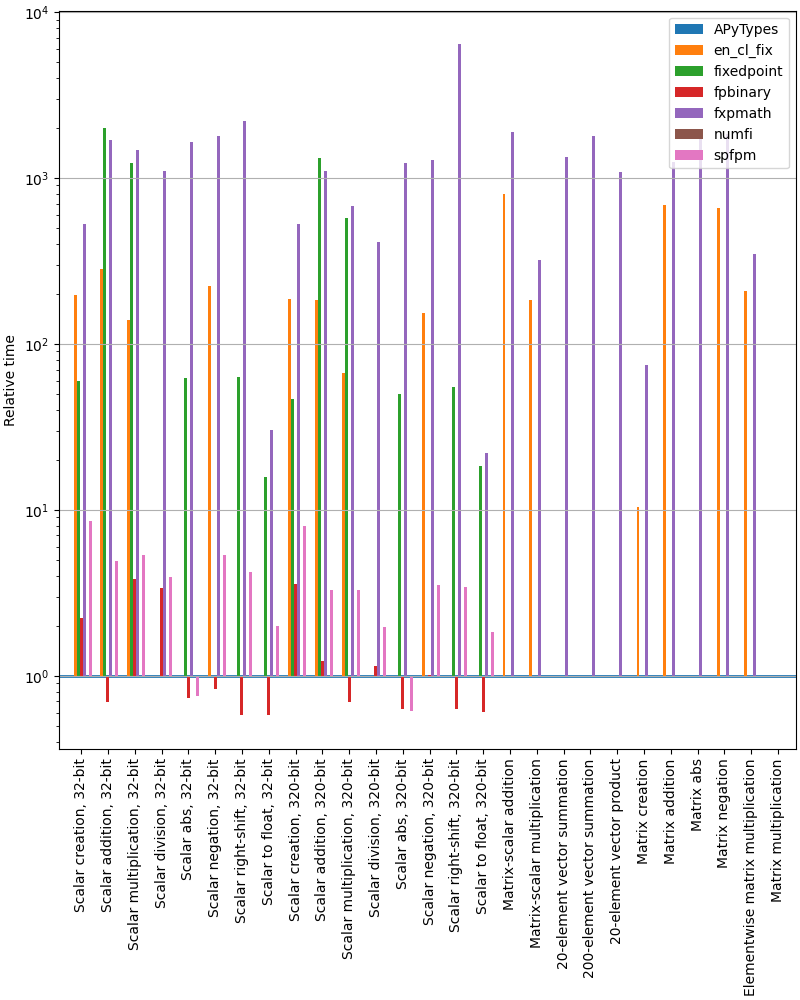 10⁴
10³
10²
10¹
10⁰
Relative time
APyTypes
en_cl_fix
fixedpoint
fpbinary
fxpmath
numfi
spfpm
Scalar creation, 32-bit
Scalar addition, 32-bit
Scalar multiplication, 32-bit
Scalar division, 32-bit
Scalar abs, 32-bit
Scalar negation, 32-bit
Scalar right-shift, 32-bit
Scalar to float, 32-bit
Scalar creation, 320-bit
Scalar addition, 320-bit
Scalar multiplication, 320-bit
Scalar division, 320-bit
Scalar abs, 320-bit
Scalar negation, 320-bit
Scalar right-shift, 320-bit
Scalar to float, 320-bit
Matrix-scalar addition
Matrix-scalar multiplication
20-element vector summation
200-element vector summation
20-element vector product
Matrix creation
Matrix addition
Matrix abs
Matrix negation
Elementwise matrix multiplication
Matrix multiplication